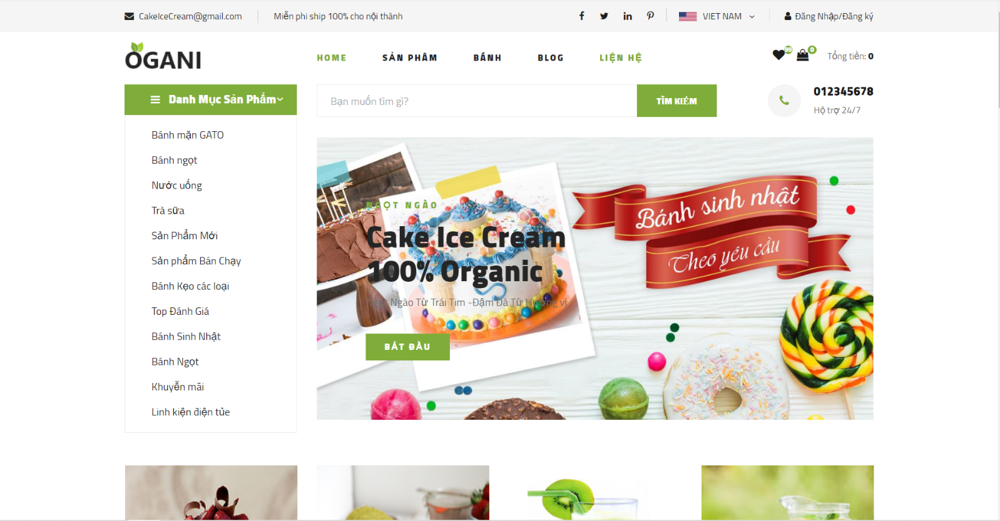 CakeIceCream@gmail.com
Miễn phi ship 100% cho nội thành
VIET NAM
Đăng Nhập/Đăng ký
OGANI
HOME
SẢN PHẨM
BÁNH
BLOG
LIÊN HỆ
99
0
Tổng tiền: 0
Danh Mục Sản Phẩm
Bạn muốn tìm gì?
TÌM KIẾM
012345678
Hộ trợ 24/7
Bánh mặn GATO
Bánh ngọt
Nước uống
Trà sữa
Sản Phẩm Mới
Sản phẩm Bán Chạy
Bánh Kẹo các loại
Top Đánh Giá
Bánh Sinh Nhật
Bánh Ngọt
Khuyễn mãi
Linh kiện điện tủe
NGỌT NGÀO
Cake Ice Cream
100% Organic
Ngọt Ngào Từ Trái Tim -Đậm Đà Từ Hương vị
BẮT ĐẦU
Bánh sinh nhật
Theo yêu cầu